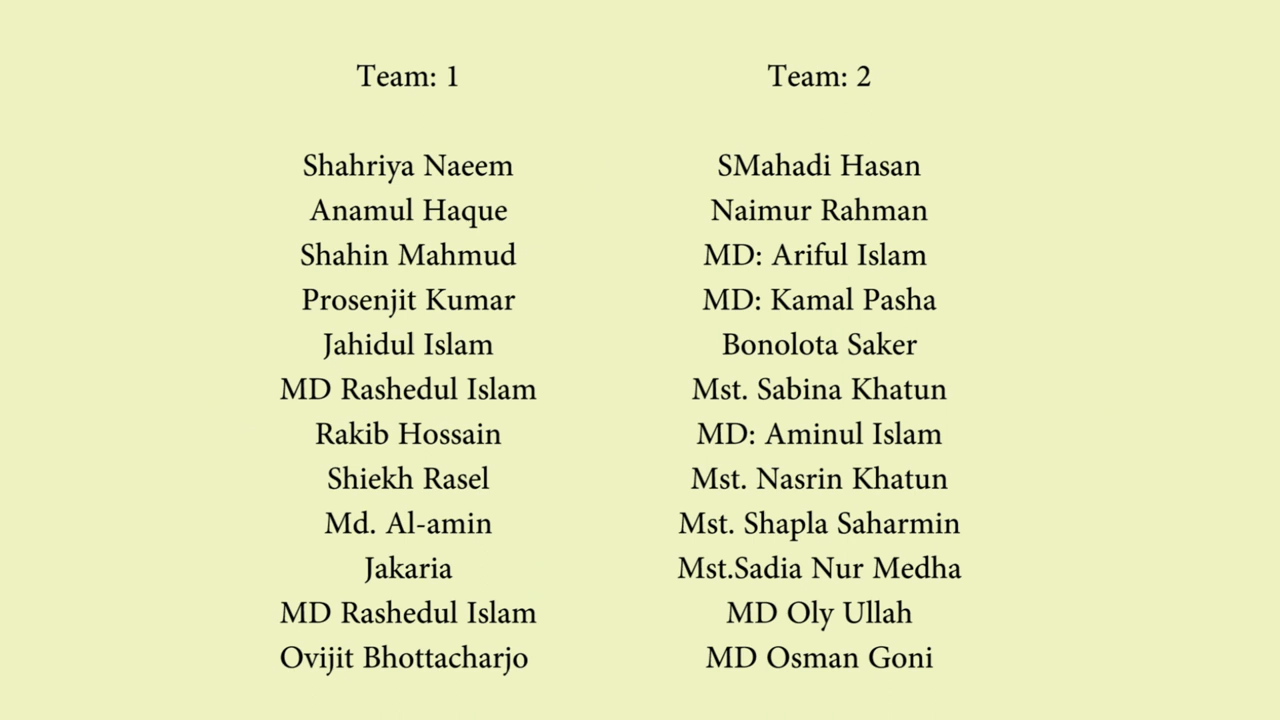 Team: 1
Shahriya Naeem
Anamul Haque
Shahin Mahmud
Prosenjit Kumar
Jahidul Islam
MD Rashedul Islam
Rakib Hossain
Shiekh Rasel
Md. Al-amin
Jakaria
MD Rashedul Islam
Ovijit Bhottacharjo
Team: 2
SMahadi Hasan
Naimur Rahman
MD: Ariful Islam
MD: Kamal Pasha
Bonolota Saker
Mst. Sabina Khatun
MD: Aminul Islam
Mst. Nasrin Khatun
Mst. Shapla Saharmin
Mst.Sadia Nur Medha
MD Oly Ullah
MD Osman Goni